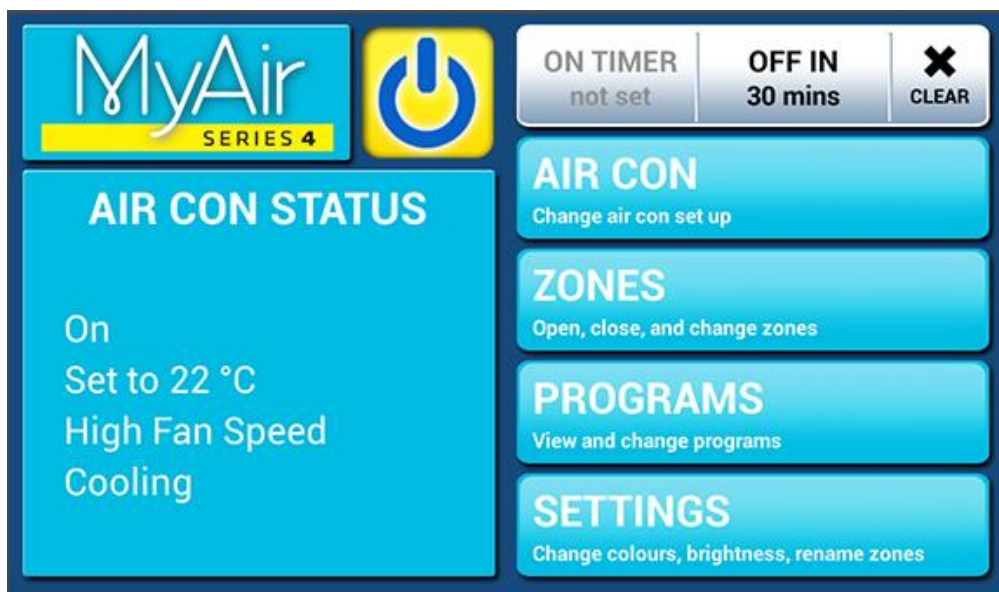 MyAir
SERIES 4
AIR CON STATUS
On
Set to 22 °C
High Fan Speed
Cooling
ON TIMER
not set
OFF IN
30 mins
CLEAR
AIR CON
Change air con set up
ZONES
Open, close, and change zones
PROGRAMS
View and change programs
SETTINGS
Change colours, brightness, rename zones